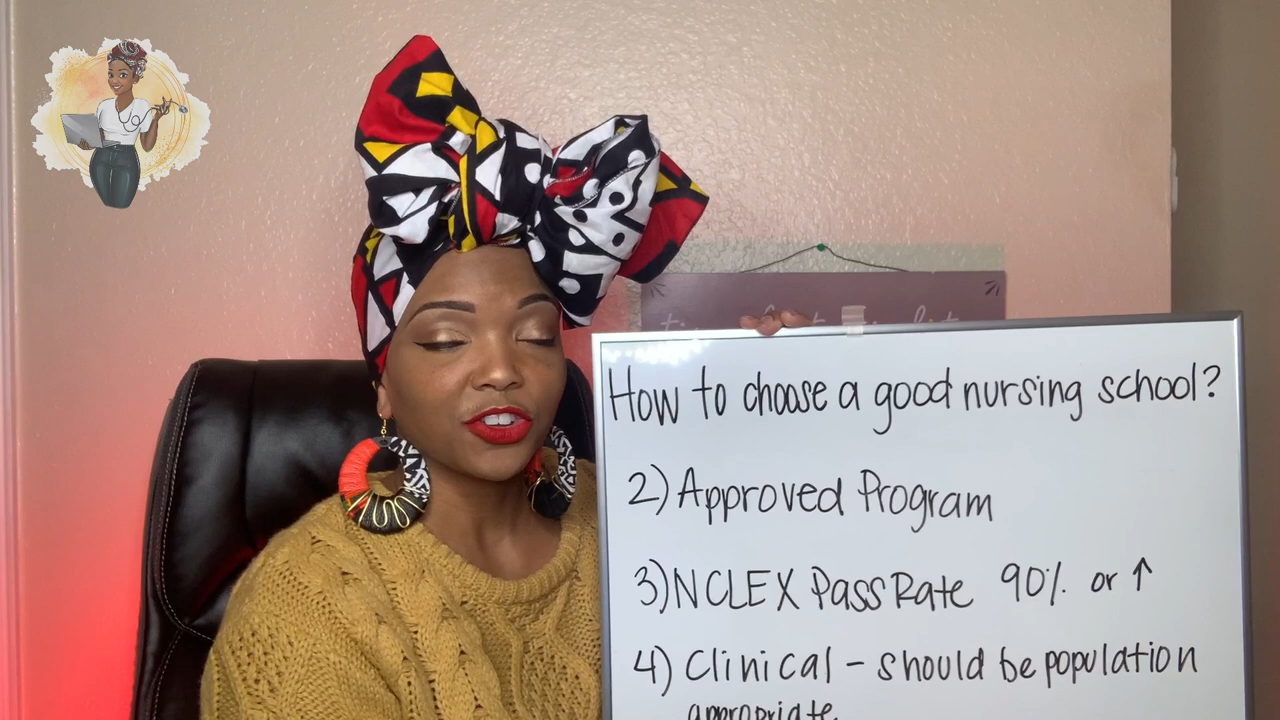 How to choose a good nursing school?
2) Approved Program
3) NCLEX Pass Rate 90% or ↑
4) Clinical - should be population
appropriate